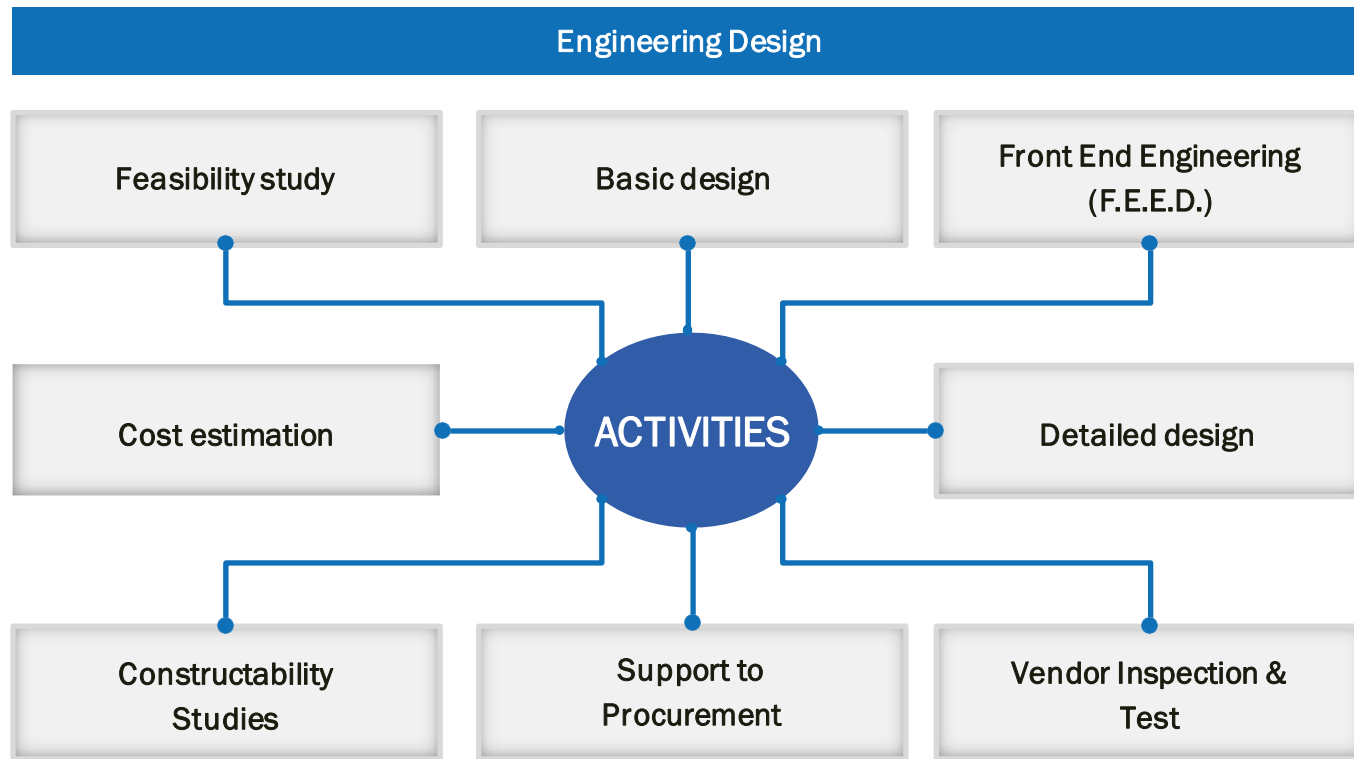 Engineering Design
Feasibility study
Basic design
Front End Engineering
(F.E.E.D.)
Cost estimation
ACTIVITIES
Detailed design
Constructability
Studies
Support to
Procurement
Vendor Inspection &
Test